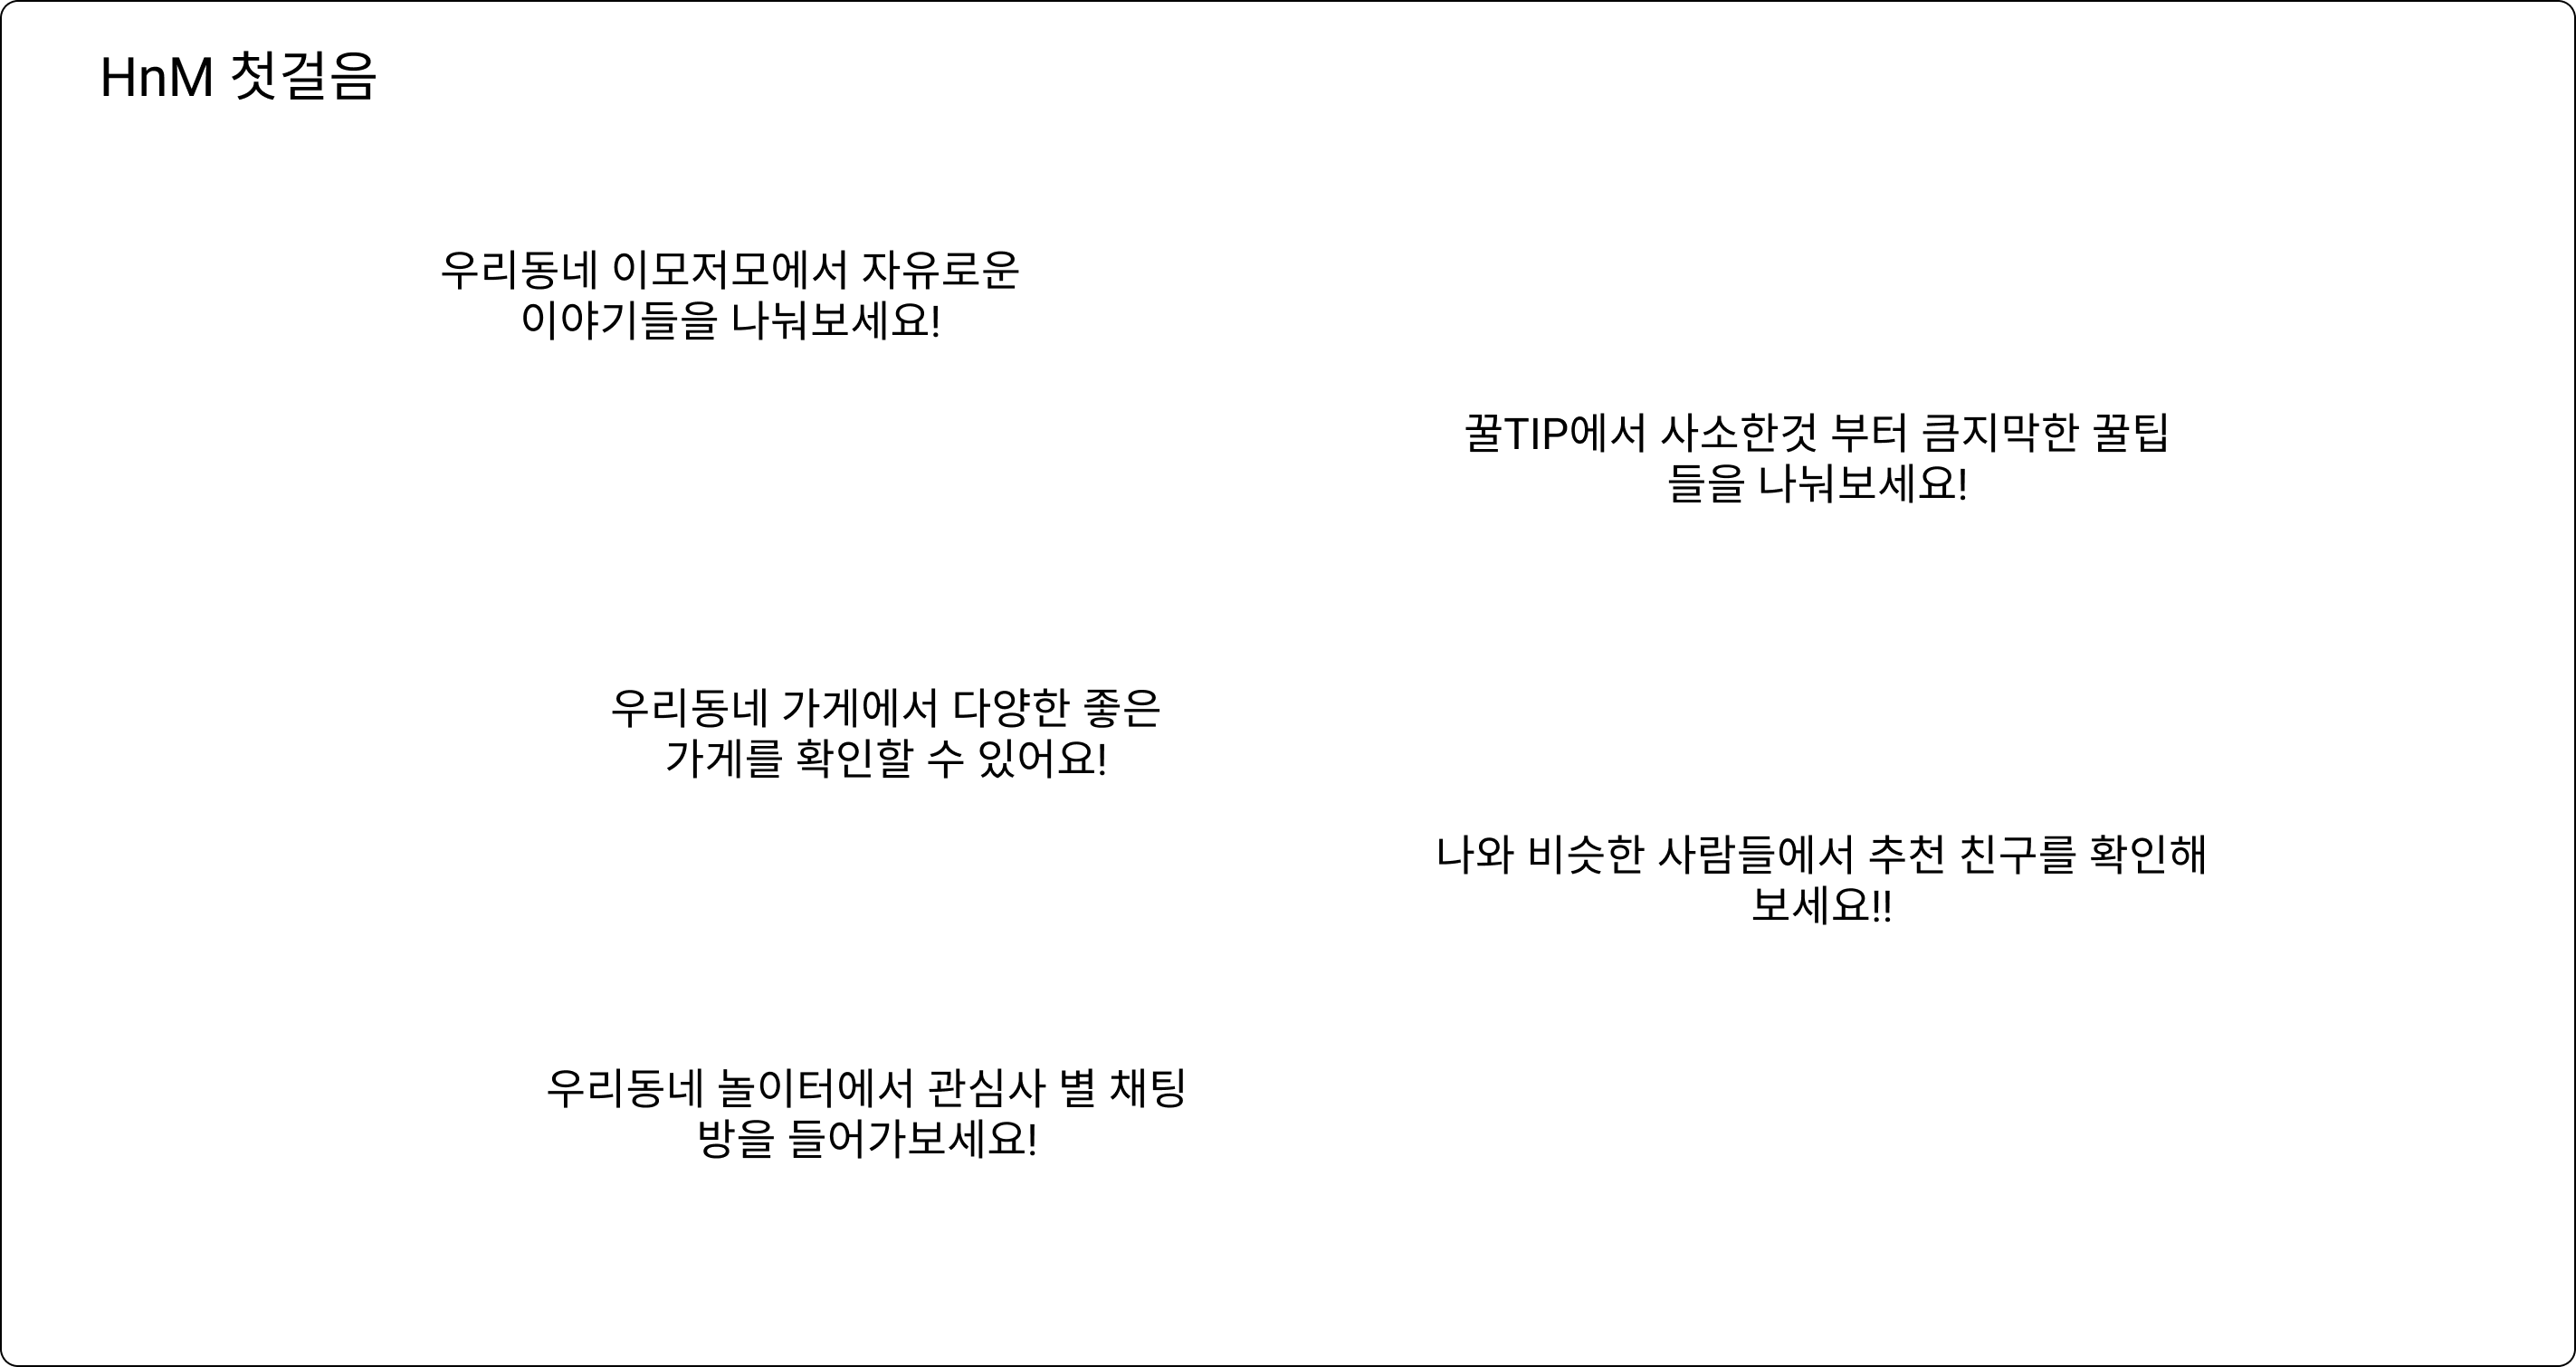 HnM 첫걸음
우리동네 이모저모에서 자유로운
이야기들을 나눠보세요!
꿀TIP에서 사소한것 부터 큼지막한 꿀팁
들을 나눠보세요!
우리동네 가게에서 다양한 좋은
가게를 확인할 수 있어요!
나와 비슷한 사람들에서 추천 친구를 확인해
보세요!!
우리동네 놀이터에서 관심사 별 채팅
방을 들어가보세요!